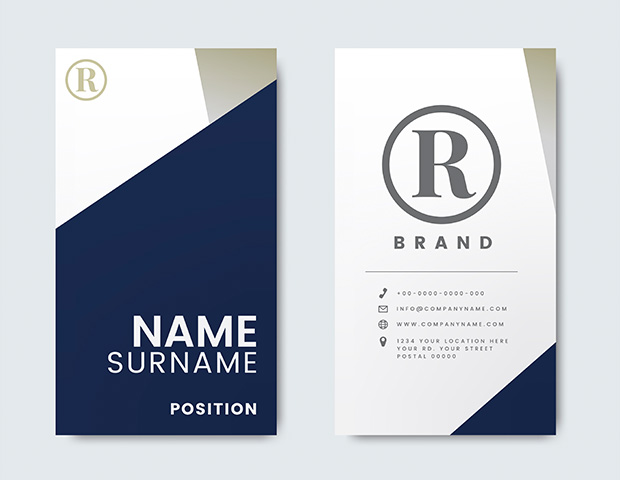 R
NAME
SURNAME
POSITION
R
BRAND
+00-0000-0000-000
INFO@COMPANYNAME.COM
WWW.COMPANYNAME.COM
1234 YOUR LOCATION HERE
YOUR RD. YOUR STREET
POSTAL 00000